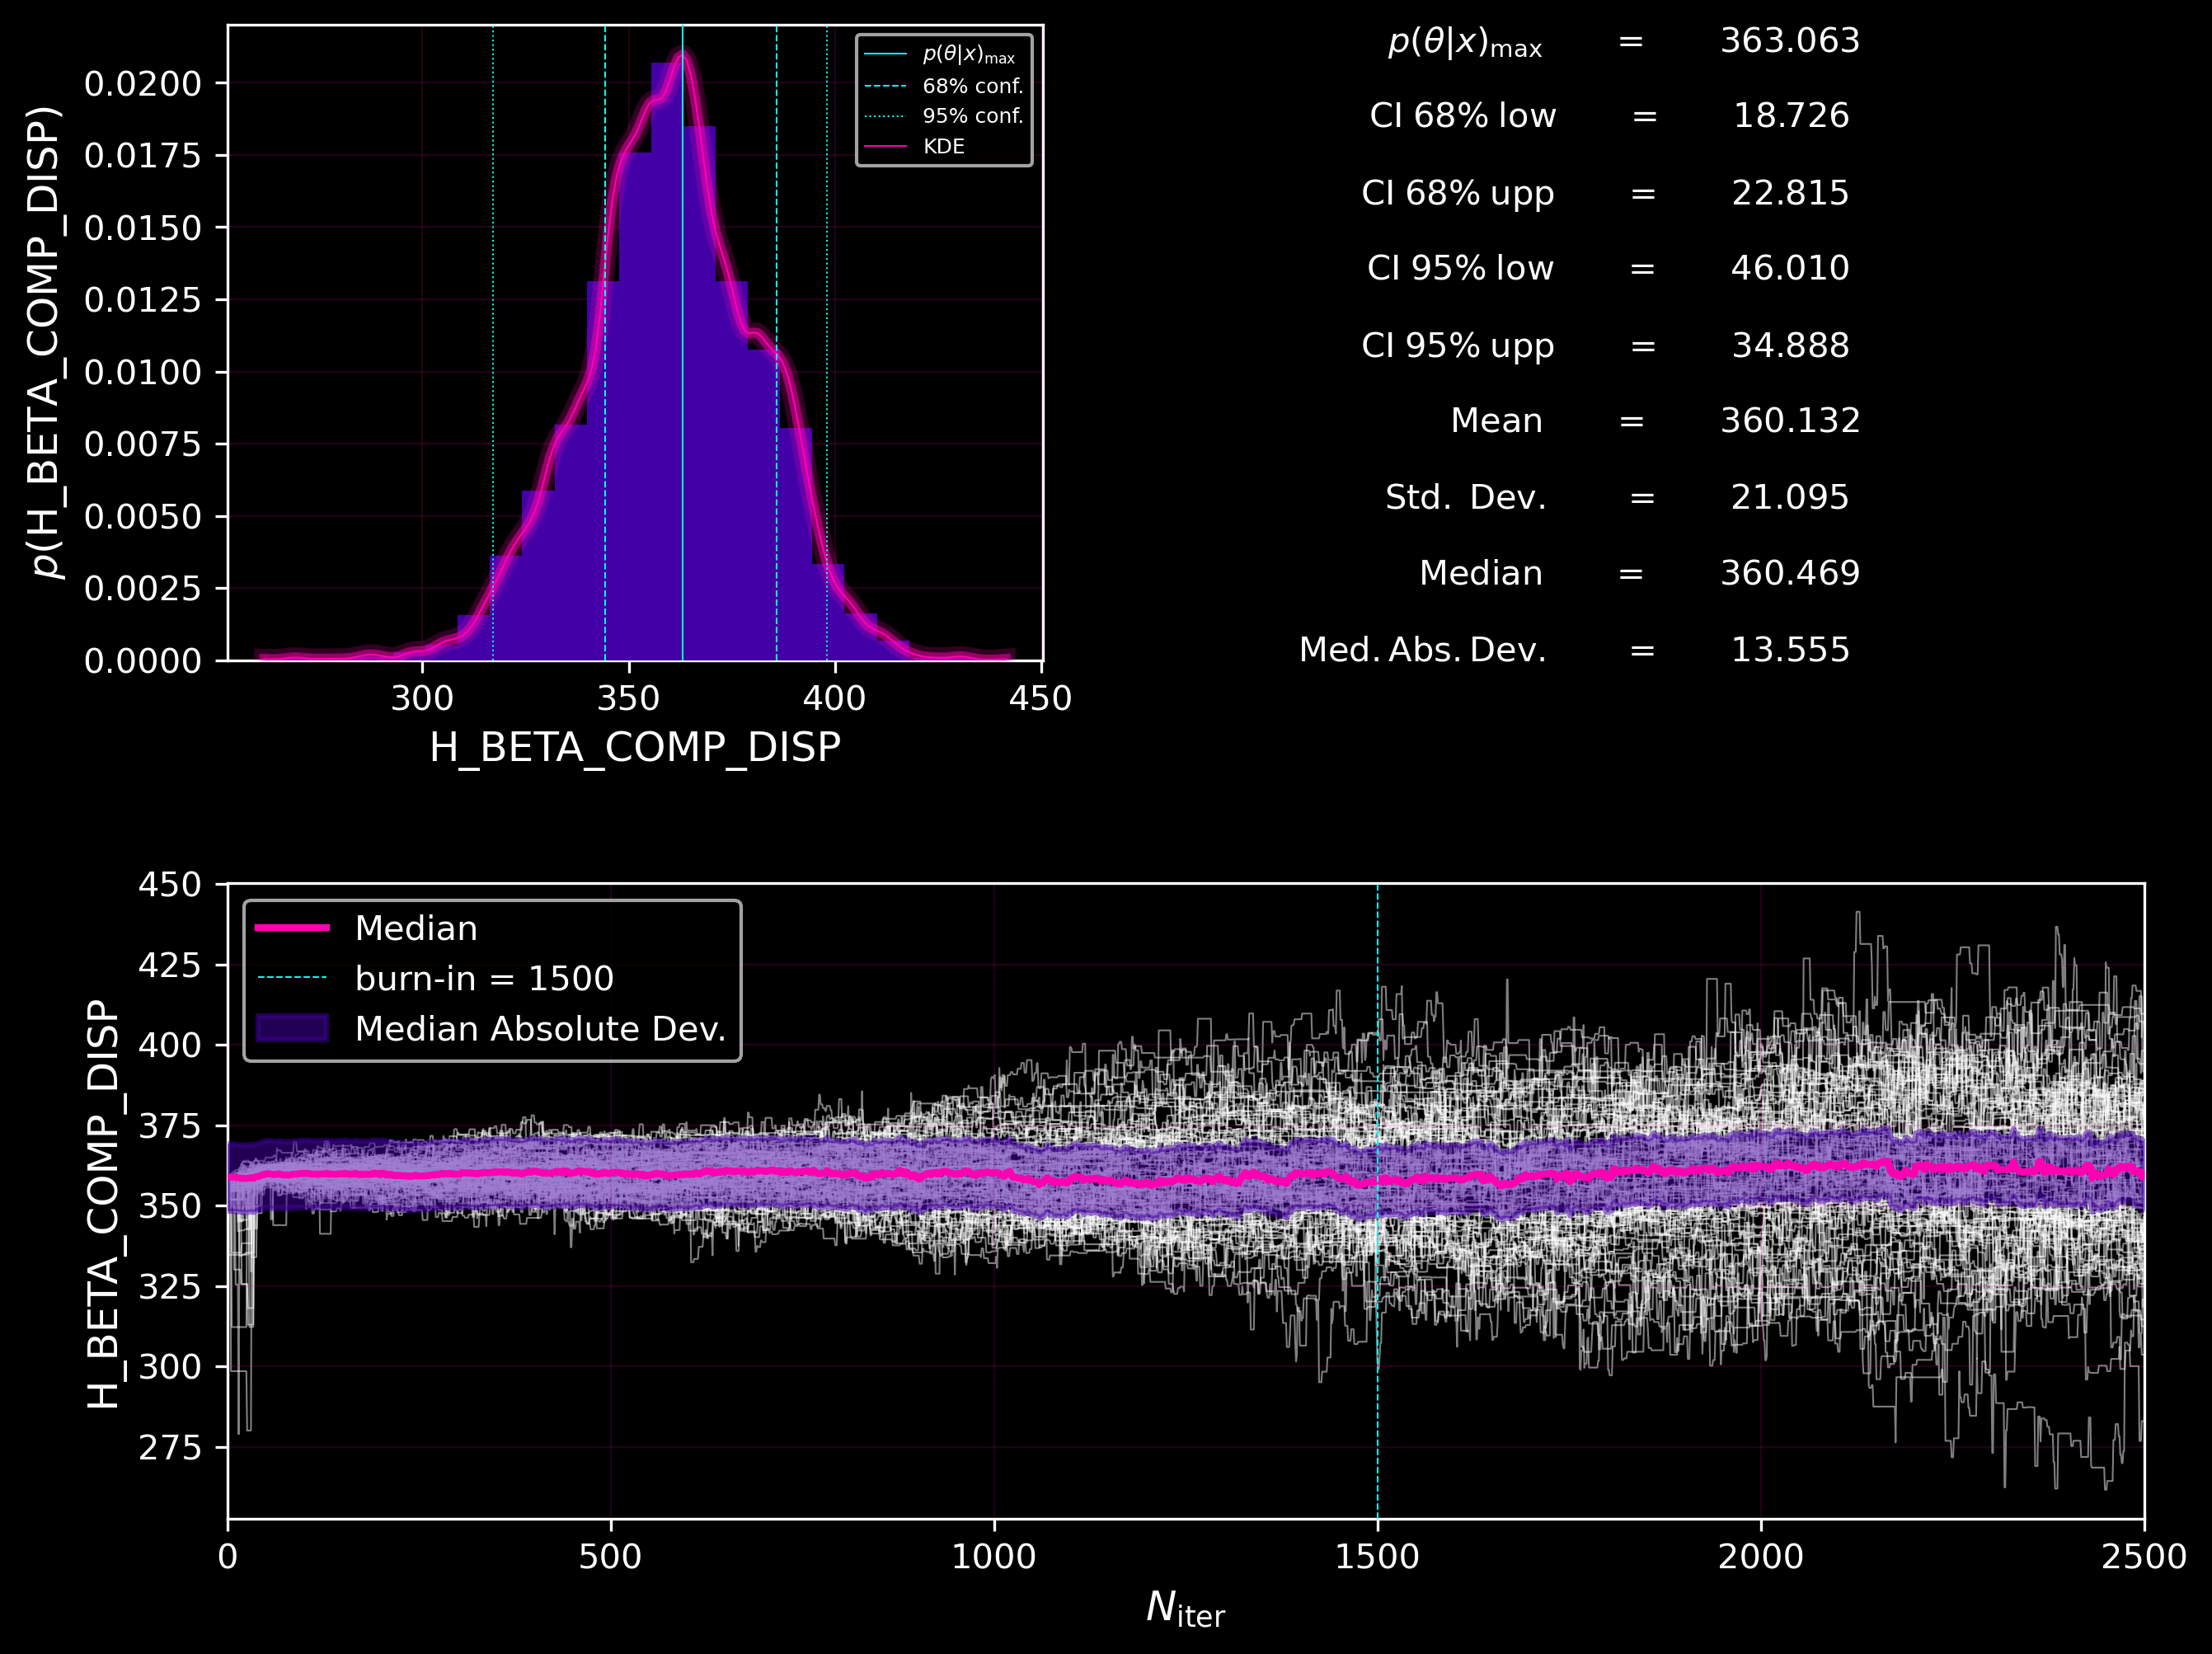 p(H_BETA_COMP_DISP)
0.0200
0.0175
0.0150
0.0125
0.0100
0.0075
0.0050
0.0025
0.0000
300 350 400 450
H_BETA_COMP_DISP
p(θ|x)max
68% conf.
95% conf.
KDE
p(θ|x)max = 363.063
CI 68% low = 18.726
CI 68% upp = 22.815
CI 95% low = 46.010
CI 95% upp = 34.888
Mean = 360.132
Std. Dev. = 21.095
Median = 360.469
Med. Abs. Dev. = 13.555
H_BETA_COMP_DISP
450
425
400
375
350
325
300
275
Median
burn-in = 1500
Median Absolute Dev.
0 500 1000 1500 2000 2500
Niter